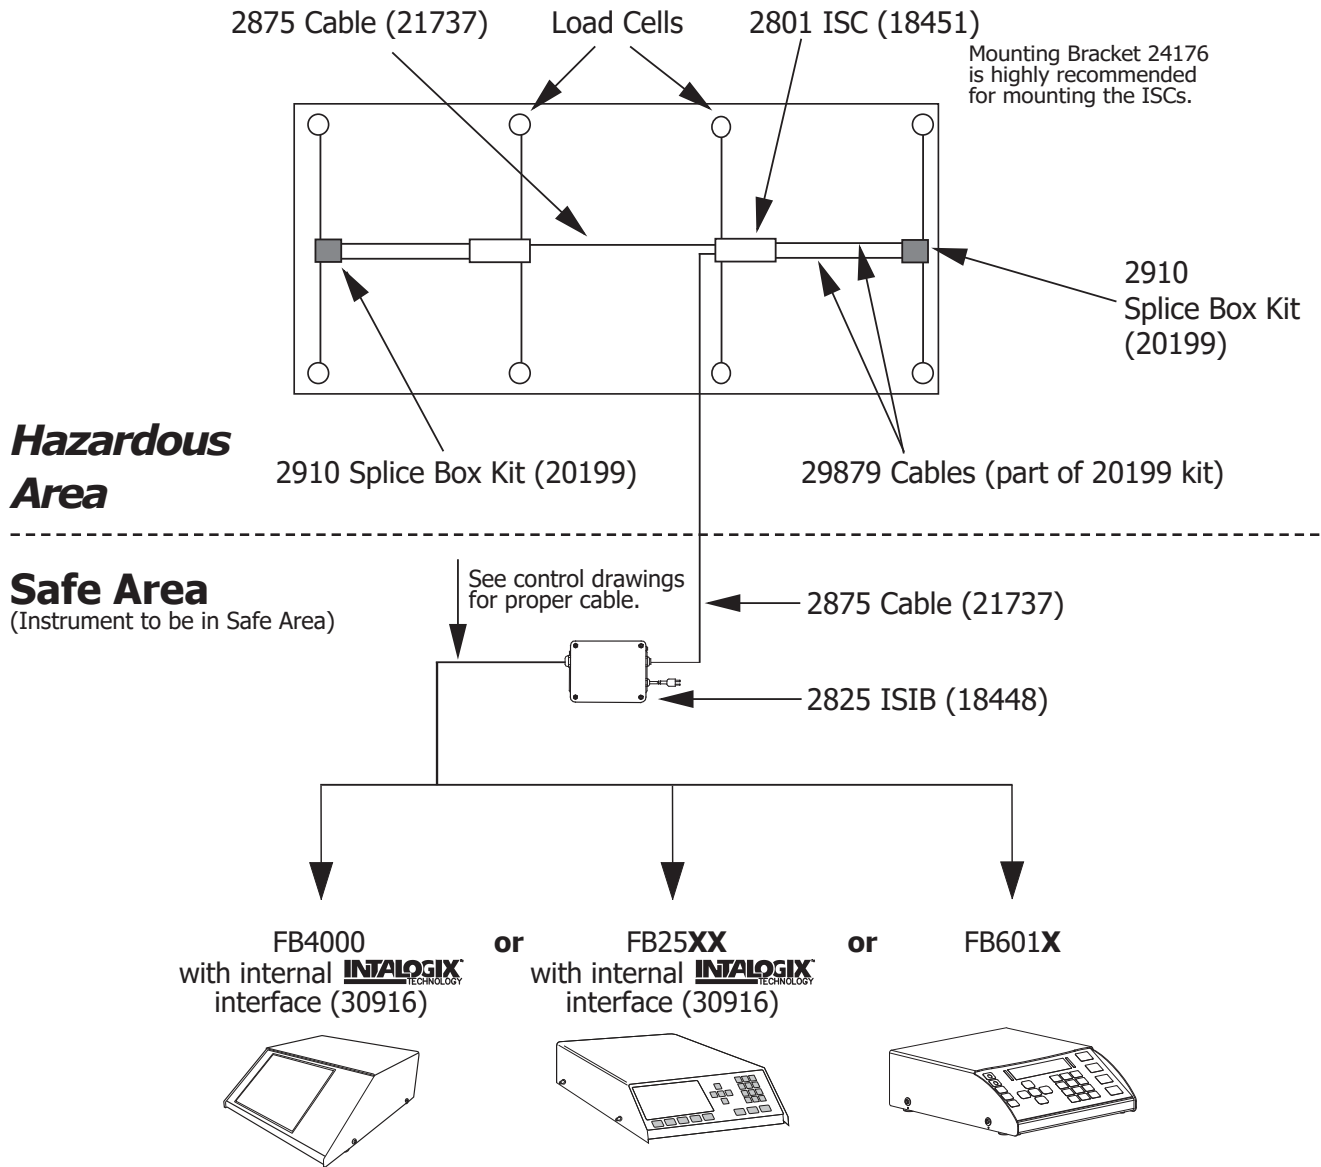 2875 Cable (21737)
Load Cells
2801 ISC (18451)
Mounting Bracket 24176
is highly recommended
for mounting the ISCs.
2910
Splice Box Kit
(20199)
Hazardous
Area
2910 Splice Box Kit (20199)
29879 Cables (part of 20199 kit)
Safe Area
(Instrument to be in Safe Area)
See control drawings
for proper cable.
2875 Cable (21737)
2825 ISIB (18448)
FB4000
with internal INTALOGIX
TECHNOLOGY
interface (30916)
or
FB25XX
with internal INTALOGIX
TECHNOLOGY
interface (30916)
or
FB601X